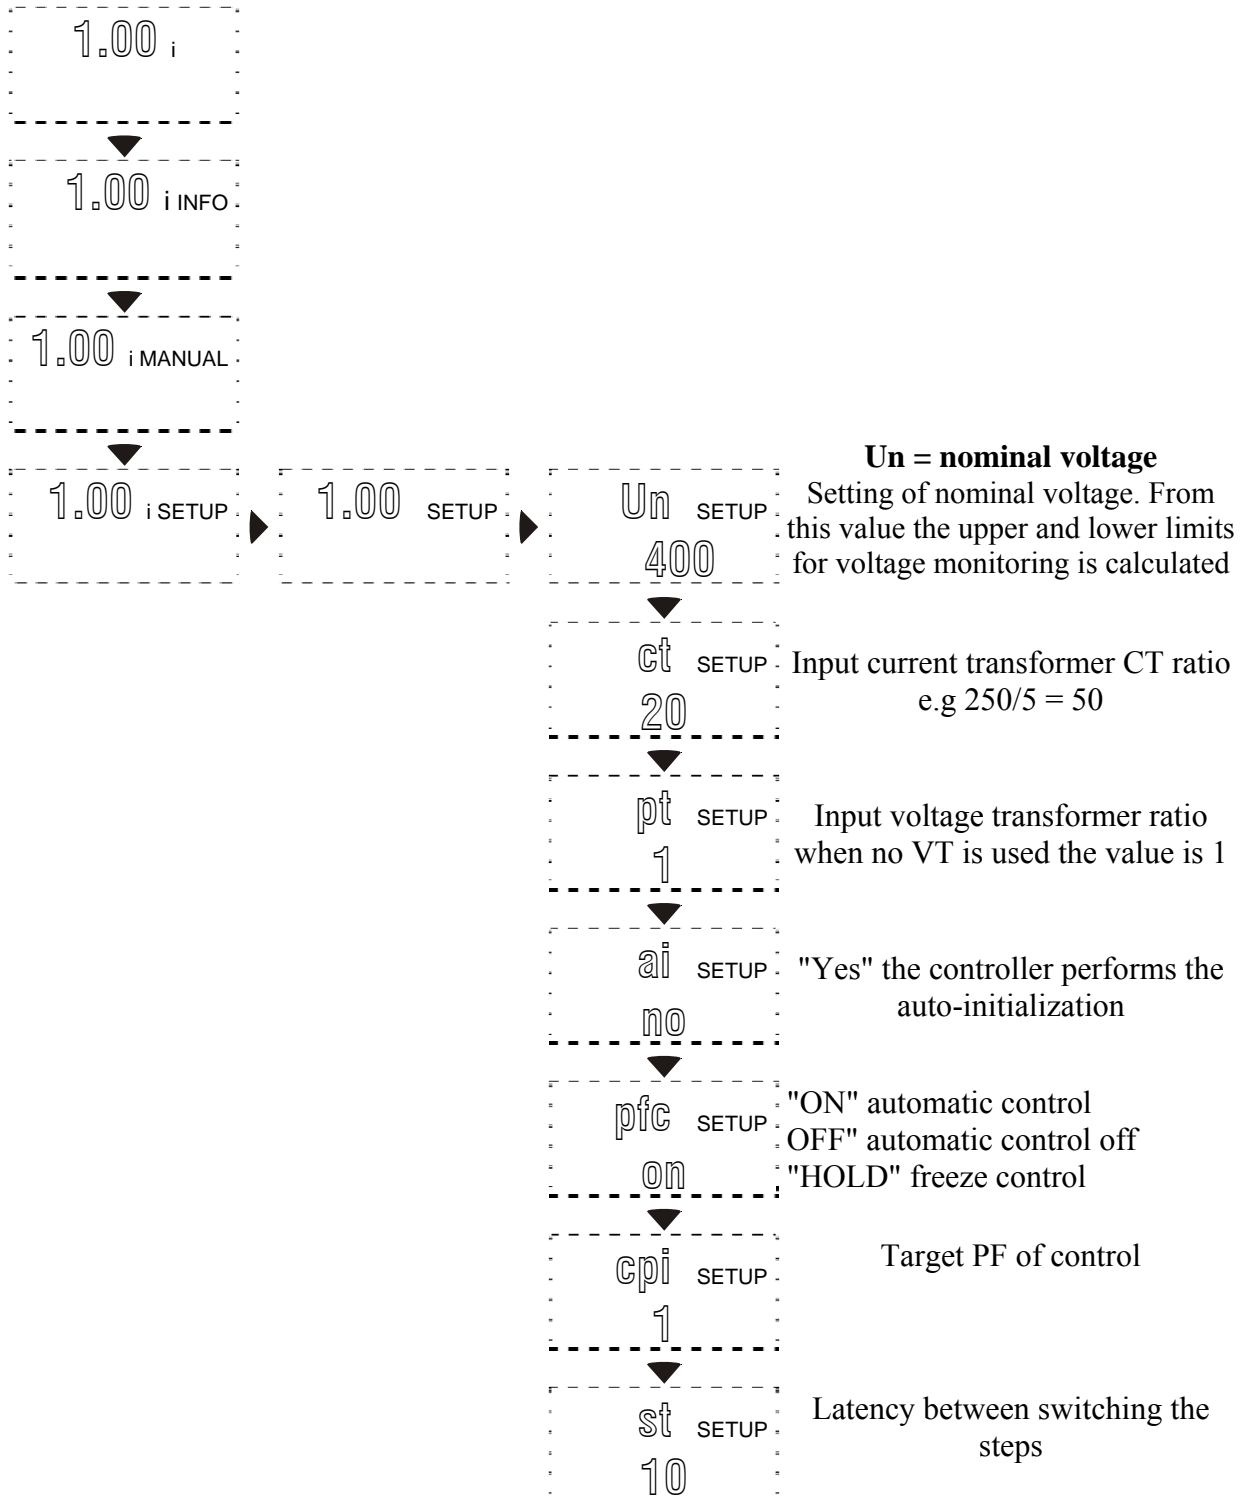 1.00 i
1.00 i INFO
1.00 i MANUAL
1.00 i SETUP
1.00 SETUP
Un SETUP
400
Un = nominal voltage
Setting of nominal voltage. From
this value the upper and lower limits
for voltage monitoring is calculated
ct SETUP
20
Input current transformer CT ratio
e.g 250/5 = 50
pt SETUP
1
Input voltage transformer ratio
when no VT is used the value is 1
ai SETUP
no
"Yes" the controller performs the
auto-initialization
pfc SETUP
on
"ON" automatic control
OFF" automatic control off
"HOLD" freeze control
cpi SETUP
1
Target PF of control
st SETUP
10
Latency between switching the
steps